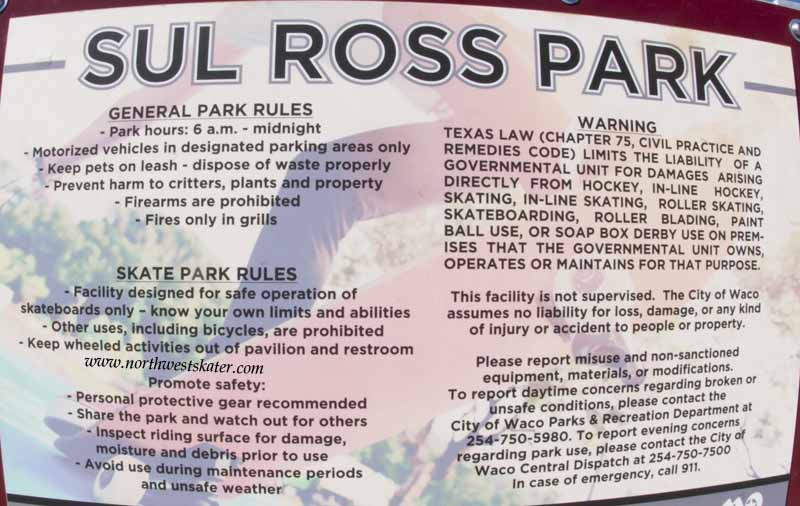 SUL ROSS PARK
GENERAL PARK RULES
- Park hours: 6 a.m. - midnight
- Motorized vehicles in designated parking areas only
- Keep pets on leash - dispose of waste properly
- Prevent harm to critters, plants and property
- Firearms are prohibited
- Fires only in grills
SKATE PARK RULES
- Facility designed for safe operation of
skateboards only – know your own limits and abilities
- Other uses, including bicycles, are prohibited
- Keep wheeled activities out of pavilion and restroom
www.northwestskater.com
Promote safety:
- Personal protective gear recommended
- Share the park and watch out for others
- Inspect riding surface for damage,
moisture and debris prior to use
- Avoid use during maintenance periods
and unsafe weather
WARNING
TEXAS LAW (CHAPTER 75, CIVIL PRACTICE AND
REMEDIES CODE) LIMITS THE LIABILITY OF A
GOVERNMENTAL UNIT FOR DAMAGES ARISING
DIRECTLY FROM HOCKEY, IN-LINE HOCKEY,
SKATING, IN-LINE SKATING, ROLLER SKATING,
SKATEBOARDING, ROLLER BLADING, PAINT
BALL USE, OR SOAP BOX DERBY USE ON PREM-
ISES THAT THE GOVERNMENTAL UNIT OWNS,
OPERATES OR MAINTAINS FOR THAT PURPOSE.
This facility is not supervised. The City of Waco
assumes no liability for loss, damage, or any kind
of injury or accident to people or property.
Please report misuse and non-sanctioned
equipment, materials, or modifications.
To report daytime concerns regarding broken or
unsafe conditions, please contact the
City of Waco Parks & Recreation Department at
254-750-5980. To report evening concerns
regarding park use, please contact the City of
Waco Central Dispatch at 254-750-7500
In case of emergency, call 911.